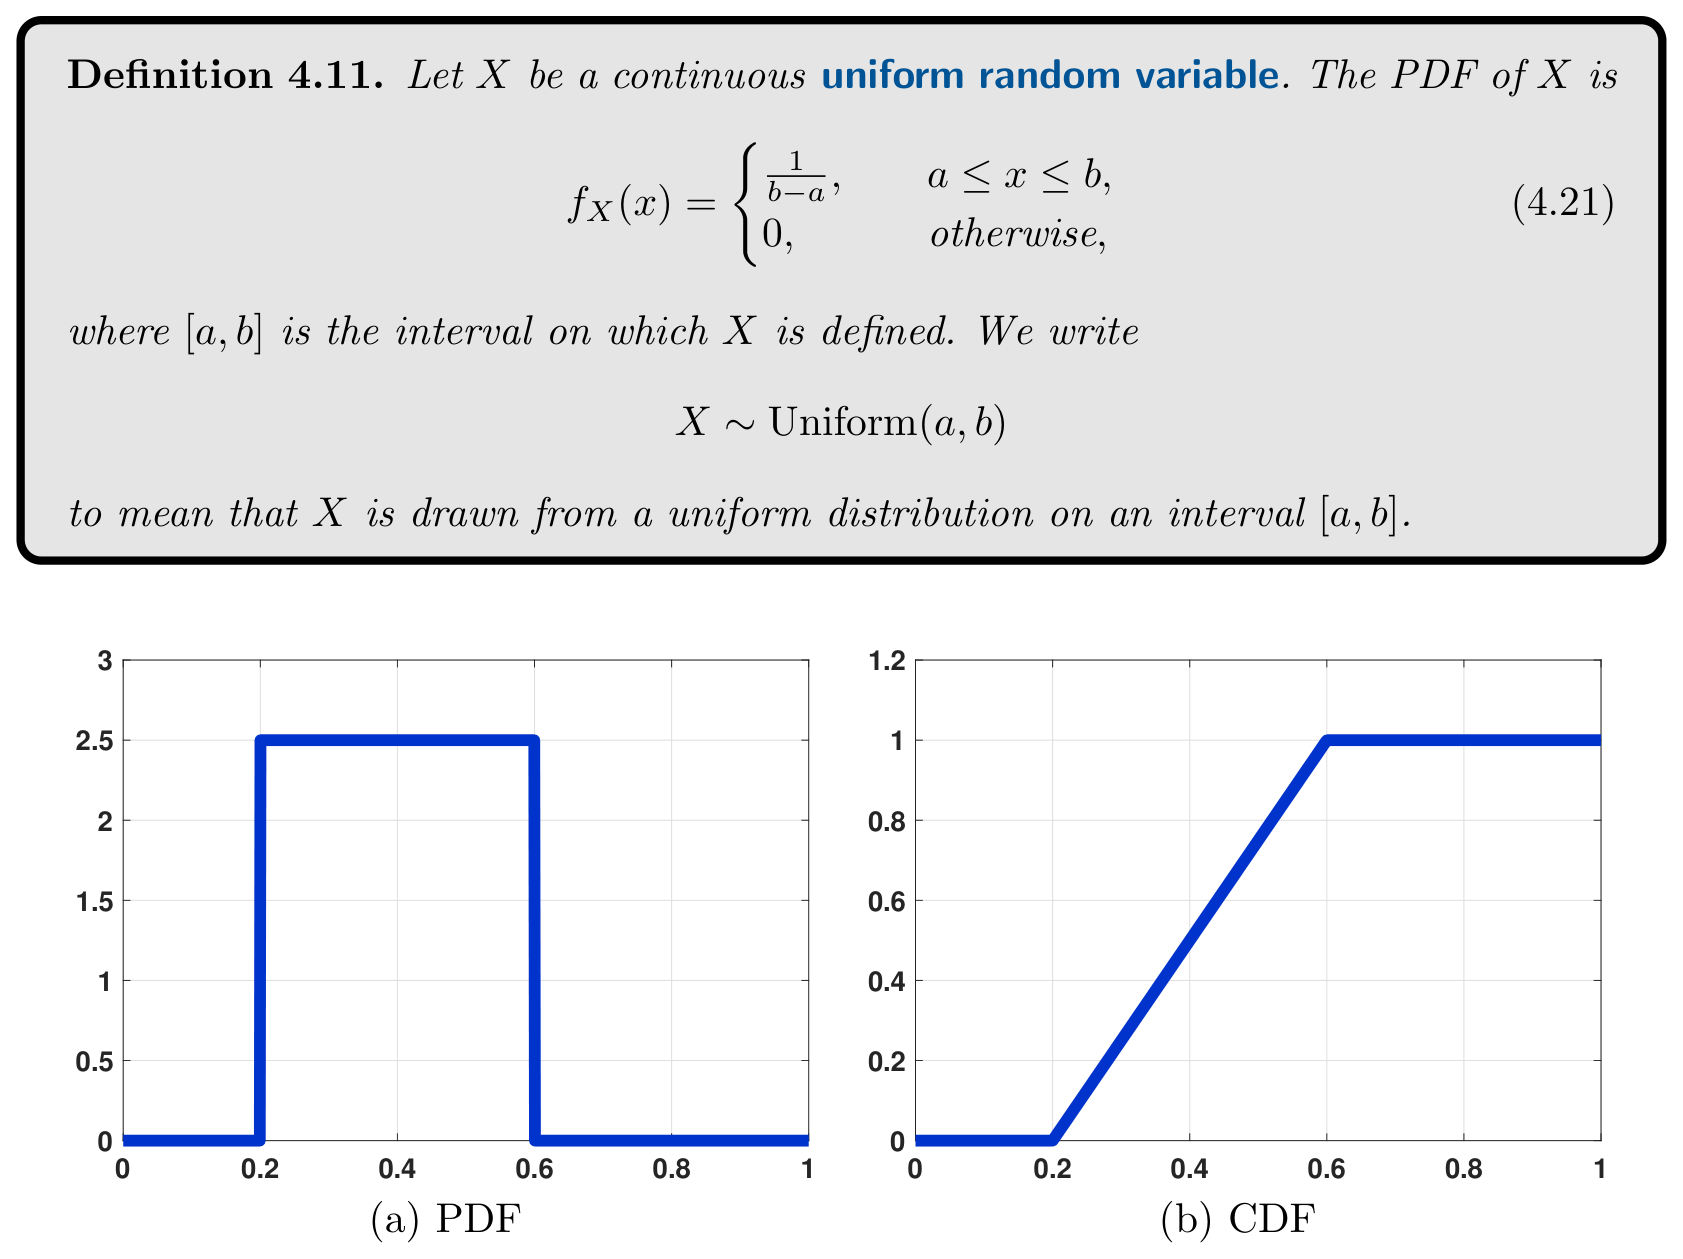 Definition 4.11. Let X be a continuous uniform random variable. The PDF of X is
f_X(x) = { 1/(b−a), a ≤ x ≤ b,
0, otherwise, (4.21)
where [a, b] is the interval on which X is defined. We write
X ∼ Uniform(a, b)
to mean that X is drawn from a uniform distribution on an interval [a, b].
3
2.5
2
1.5
1
0.5
0
0 0.2 0.4 0.6 0.8 1
(a) PDF
1.2
1
0.8
0.6
0.4
0.2
0
0 0.2 0.4 0.6 0.8 1
(b) CDF